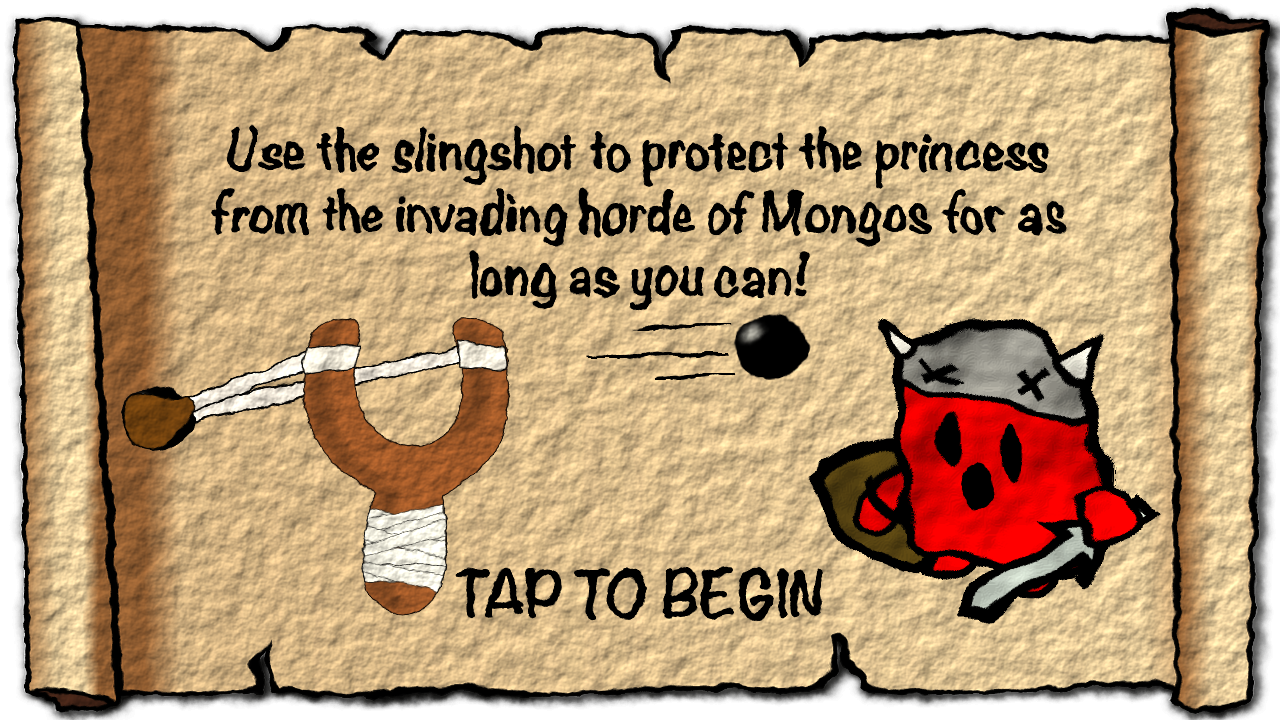 Use the slingshot to protect the princess
from the invading horde of Mongos for as
long as you can!
TAP TO BEGIN